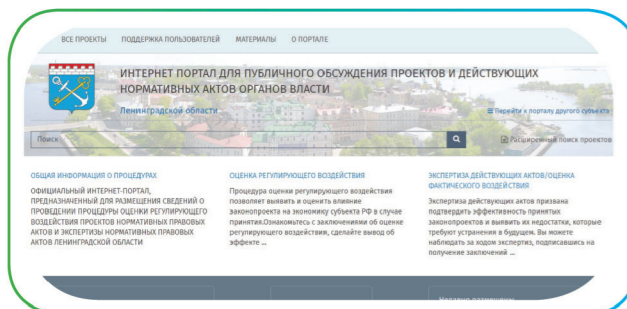 ВСЕ ПРОЕКТЫ ПОДДЕРЖКА ПОЛЬЗОВАТЕЛЕЙ МАТЕРИАЛЫ О ПОРТАЛЕ
ИНТЕРНЕТ ПОРТАЛ ДЛЯ ПУБЛИЧНОГО ОБСУЖДЕНИЯ ПРОЕКТОВ И ДЕЙСТВУЮЩИХ
НОРМАТИВНЫХ АКТОВ ОРГАНОВ ВЛАСТИ
Ленинградской области
Перейти к порталу другого субъекта
Поиск
Расширенный поиск проектов
ОБЩАЯ ИНФОРМАЦИЯ О ПРОЦЕДУРАХ
ОФИЦИАЛЬНЫЙ ИНТЕРНЕТ-ПОРТАЛ,
ПРЕДНАЗНАЧЕННЫЙ ДЛЯ РАЗМЕЩЕНИЯ СВЕДЕНИЙ О
ПРОВЕДЕНИИ ПРОЦЕДУРЫ ОЦЕНКИ РЕГУЛИРУЮЩЕГО
ВОЗДЕЙСТВИЯ ПРОЕКТОВ НОРМАТИВНЫХ ПРАВОВЫХ
АКТОВ И ЭКСПЕРТИЗЫ НОРМАТИВНЫХ ПРАВОВЫХ
АКТОВ ЛЕНИНГРАДСКОЙ ОБЛАСТИ
ОЦЕНКА РЕГУЛИРУЮЩЕГО ВОЗДЕЙСТВИЯ
Процедура оценки регулирующего воздействия
позволяет выявить и оценить влияние
законопроекта на экономику субъекта РФ в случае
принятия.Ознакомьтесь с заключениями об оценке
регулирующего воздействия, сделайте вывод об
эффекте ...
ЭКСПЕРТИЗА ДЕЙСТВУЮЩИХ АКТОВ/ОЦЕНКА
ФАКТИЧЕСКОГО ВОЗДЕЙСТВИЯ
Экспертиза действующих актов призвана
подтвердить эффективность принятых
законопроектов и выявить их недостатки, которые
требуют устранения в будущем. Вы можете
наблюдать за ходом экспертиз, подписавшись на
получение заключений ...